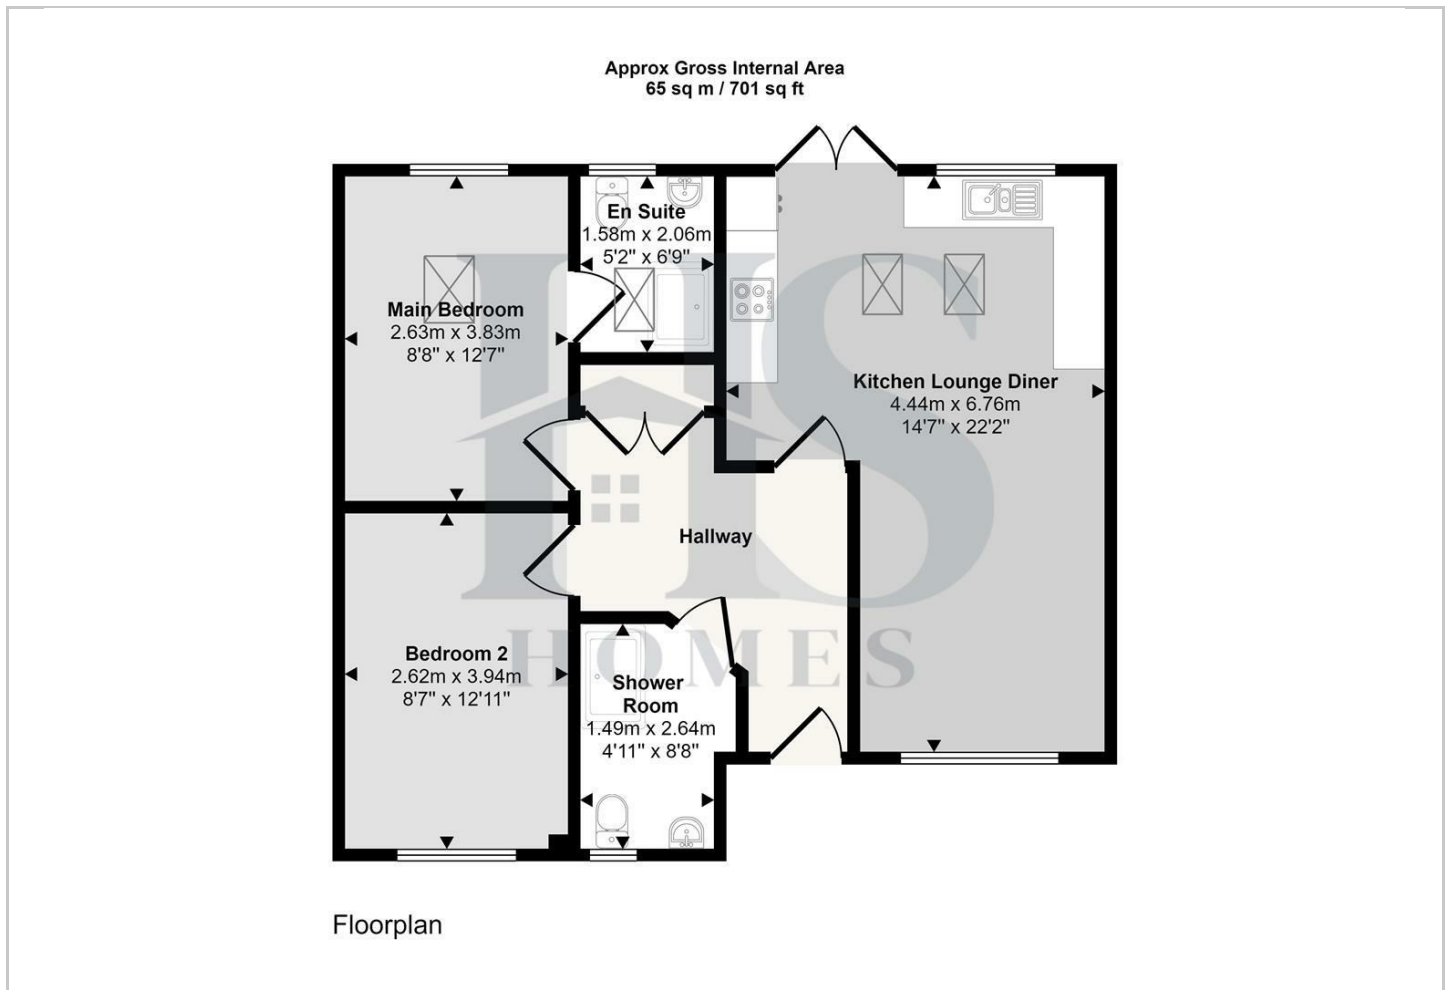 Approx Gross Internal Area
65 sq m / 701 sq ft
En Suite
1.58m x 2.06m
5'2" x 6'9"
Main Bedroom
2.63m x 3.83m
8'8" x 12'7"
Kitchen Lounge Diner
4.44m x 6.76m
14'7" x 22'2"
Hallway
HS
HOMES
Bedroom 2
2.62m x 3.94m
8'7" x 12'11"
Shower
Room
1.49m x 2.64m
4'11" x 8'8"
Floorplan